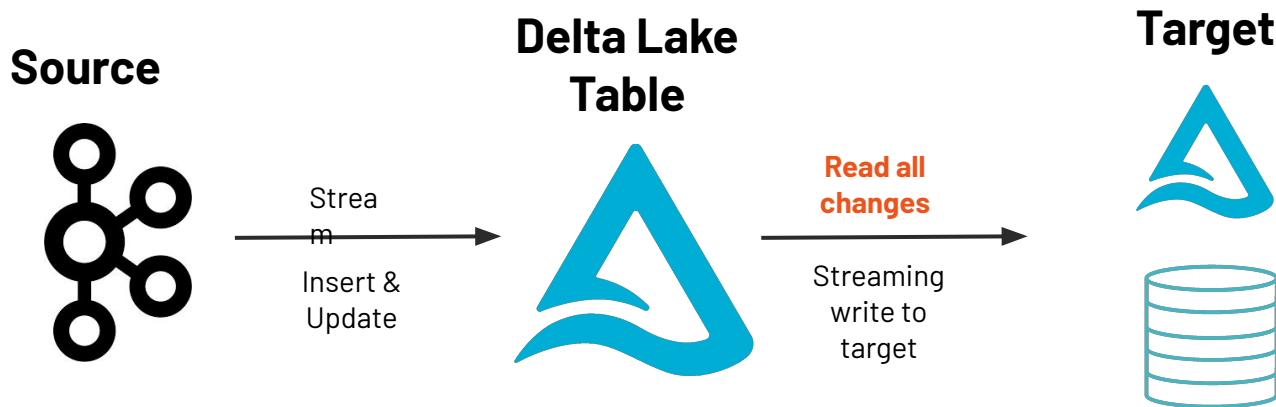 Source
Strea
m
Insert &
Update
Delta Lake
Table
Read all
changes
Streaming
write to
target
Target